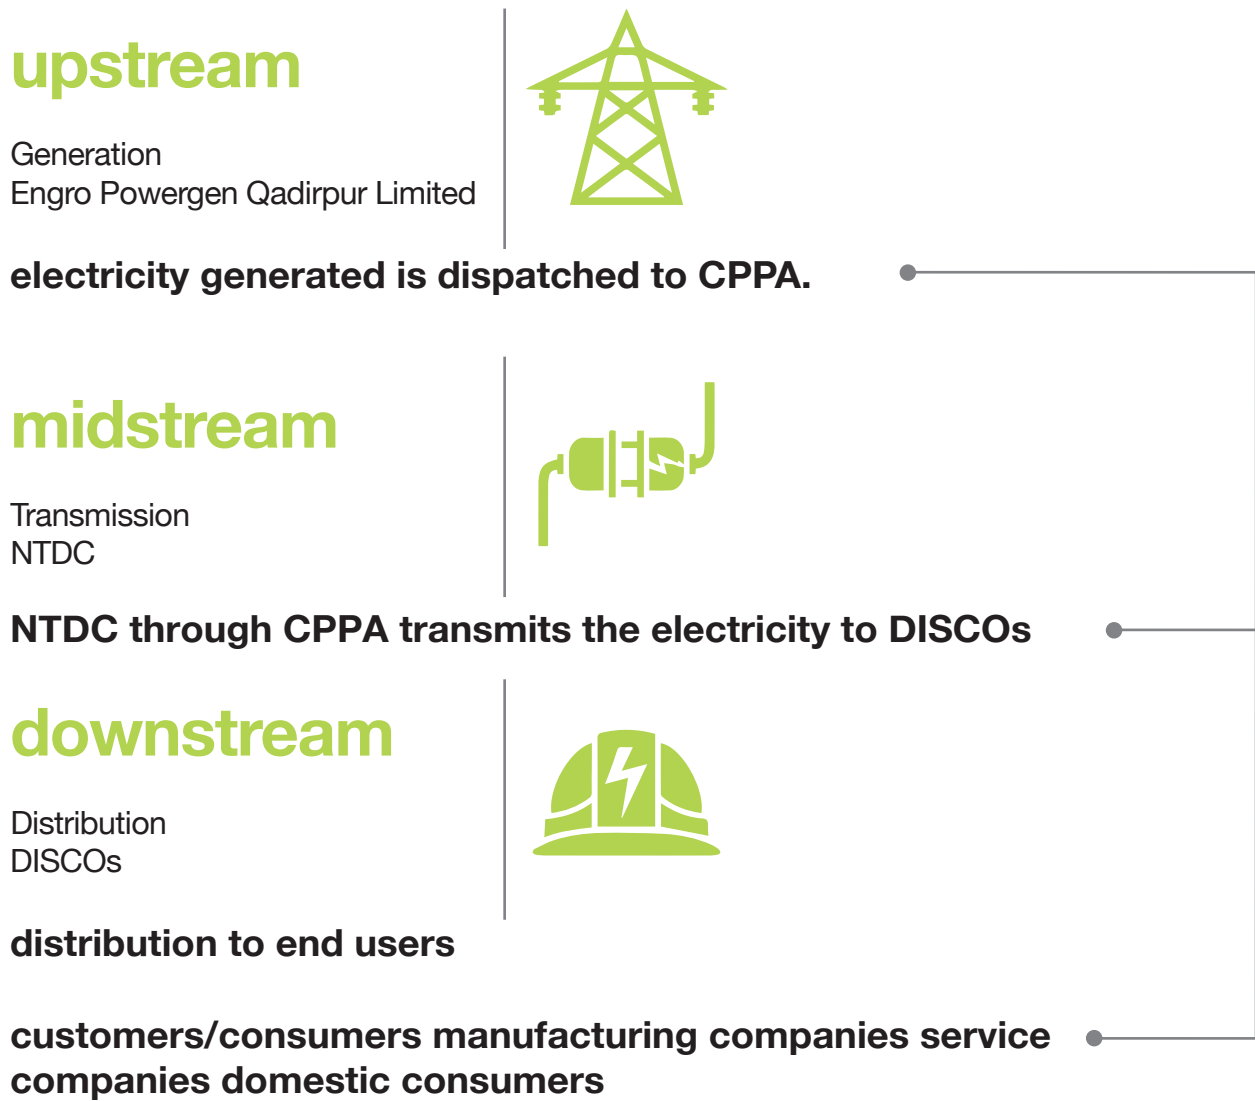 upstream
Generation
Engro Powergen Qadirpur Limited
electricity generated is dispatched to CPPA.
midstream
Transmission
NTDC
NTDC through CPPA transmits the electricity to DISCOs
downstream
Distribution
DISCOs
distribution to end users
customers/consumers manufacturing companies service
companies domestic consumers